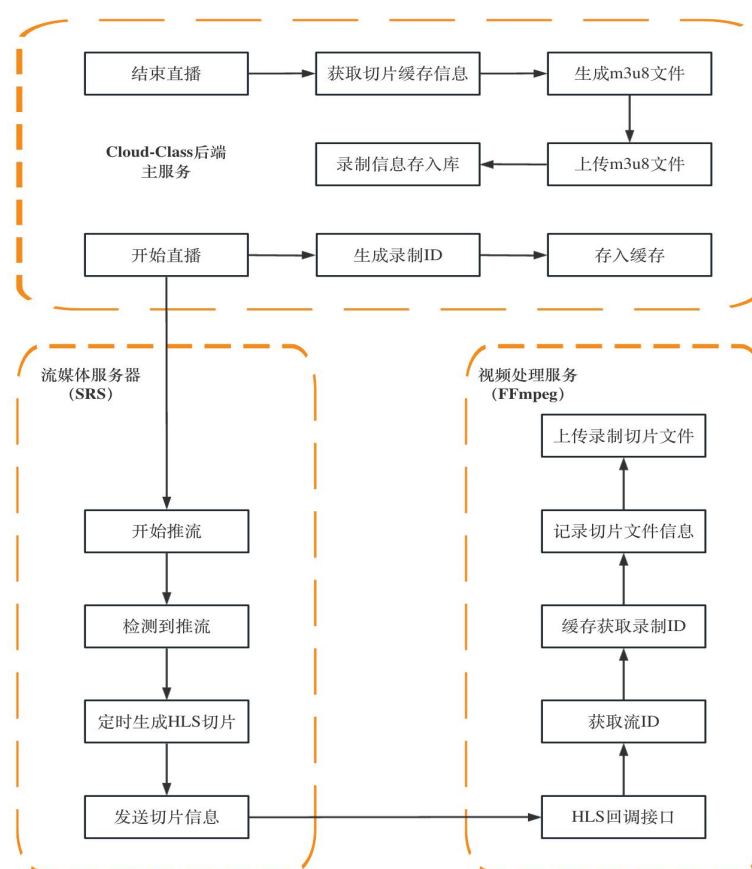 结束直播
获取切片缓存信息
生成m3u8文件
Cloud-Class后端
主服务
录制信息存入库
上传m3u8文件
开始直播
生成录制ID
存入缓存
流媒体服务器
（SRS）
开始推流
检测到推流
定时生成HLS切片
发送切片信息
视频处理服务
（FFmpeg）
上传录制切片文件
记录切片文件信息
缓存获取录制ID
获取流ID
HLS回调接口